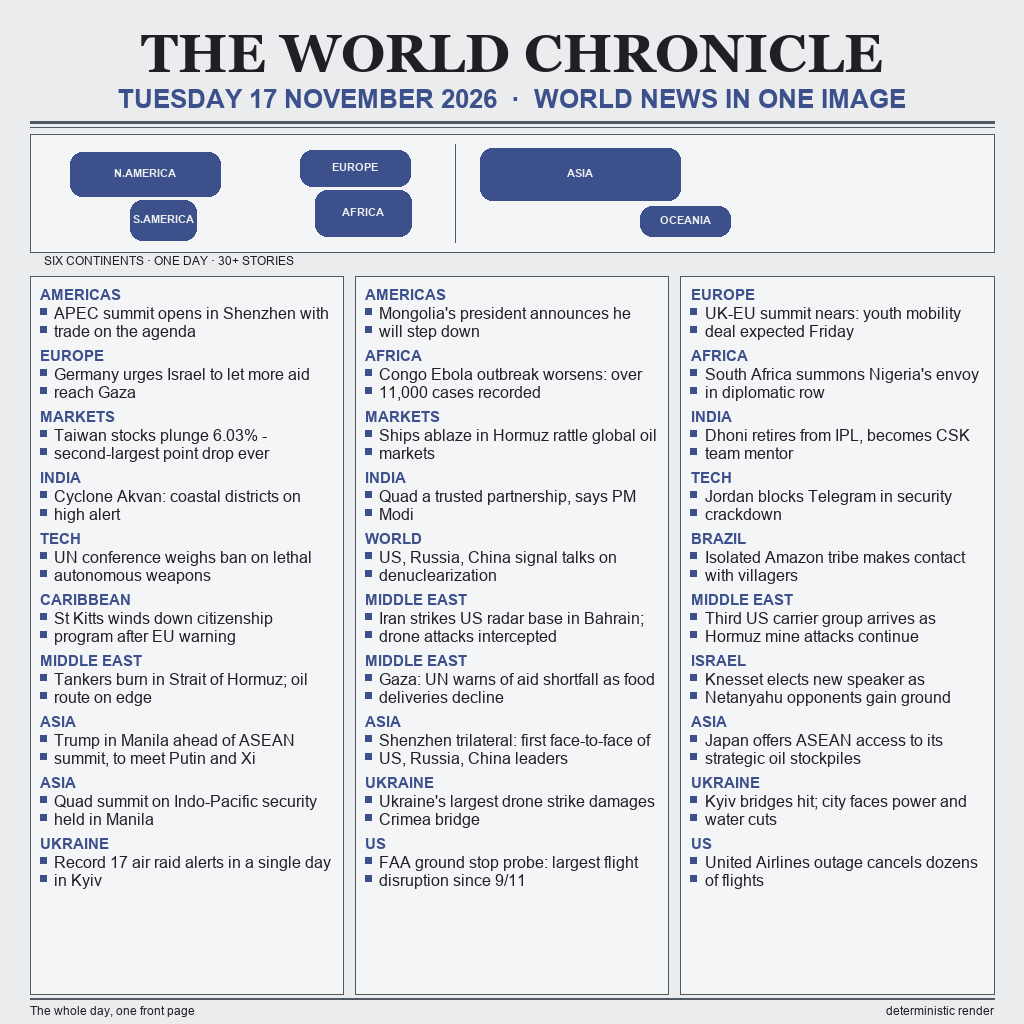 THE WORLD CHRONICLE
TUESDAY 17 NOVEMBER 2026 · WORLD NEWS IN ONE IMAGE
N.AMERICA
S.AMERICA
EUROPE
AFRICA
ASIA
OCEANIA
SIX CONTINENTS · ONE DAY · 30+ STORIES
AMERICAS
APEC summit opens in Shenzhen with
trade on the agenda
EUROPE
Germany urges Israel to let more aid
reach Gaza
MARKETS
Taiwan stocks plunge 6.03% -
second-largest point drop ever
INDIA
Cyclone Akvan: coastal districts on
high alert
TECH
UN conference weighs ban on lethal
autonomous weapons
CARIBBEAN
St Kitts winds down citizenship
program after EU warning
MIDDLE EAST
Tankers burn in Strait of Hormuz; oil
route on edge
ASIA
Trump in Manila ahead of ASEAN
summit, to meet Putin and Xi
ASIA
Quad summit on Indo-Pacific security
held in Manila
UKRAINE
Record 17 air raid alerts in a single day
in Kyiv
AMERICAS
Mongolia's president announces he
will step down
AFRICA
Congo Ebola outbreak worsens: over
11,000 cases recorded
MARKETS
Ships ablaze in Hormuz rattle global oil
markets
INDIA
Quad a trusted partnership, says PM
Modi
WORLD
US, Russia, China signal talks on
denuclearization
MIDDLE EAST
Iran strikes US radar base in Bahrain;
drone attacks intercepted
MIDDLE EAST
Gaza: UN warns of aid shortfall as food
deliveries decline
ASIA
Shenzhen trilateral: first face-to-face of
US, Russia, China leaders
UKRAINE
Ukraine's largest drone strike damages
Crimea bridge
US
FAA ground stop probe: largest flight
disruption since 9/11
EUROPE
UK-EU summit nears: youth mobility
deal expected Friday
AFRICA
South Africa summons Nigeria's envoy
in diplomatic row
INDIA
Dhoni retires from IPL, becomes CSK
team mentor
TECH
Jordan blocks Telegram in security
crackdown
BRAZIL
Isolated Amazon tribe makes contact
with villagers
MIDDLE EAST
Third US carrier group arrives as
Hormuz mine attacks continue
ISRAEL
Knesset elects new speaker as
Netanyahu opponents gain ground
ASIA
Japan offers ASEAN access to its
strategic oil stockpiles
UKRAINE
Kyiv bridges hit; city faces power and
water cuts
US
United Airlines outage cancels dozens
of flights
The whole day, one front page
deterministic render